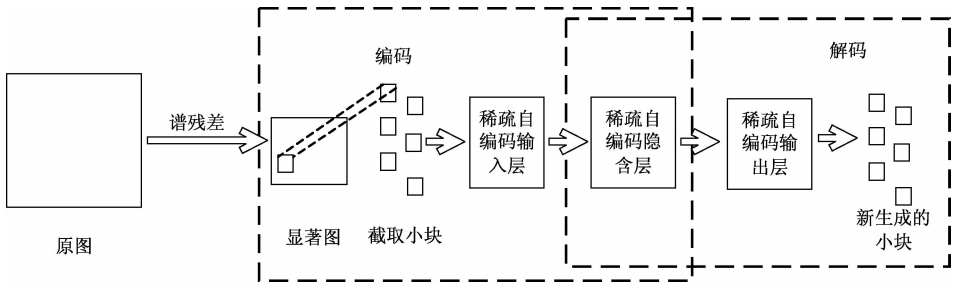 编码
解码
谱残差
稀疏自
编码输
入层
稀疏自
编码隐
含层
稀疏自
编码输
出层
原图
显著图
截取小块
新生成的
小块